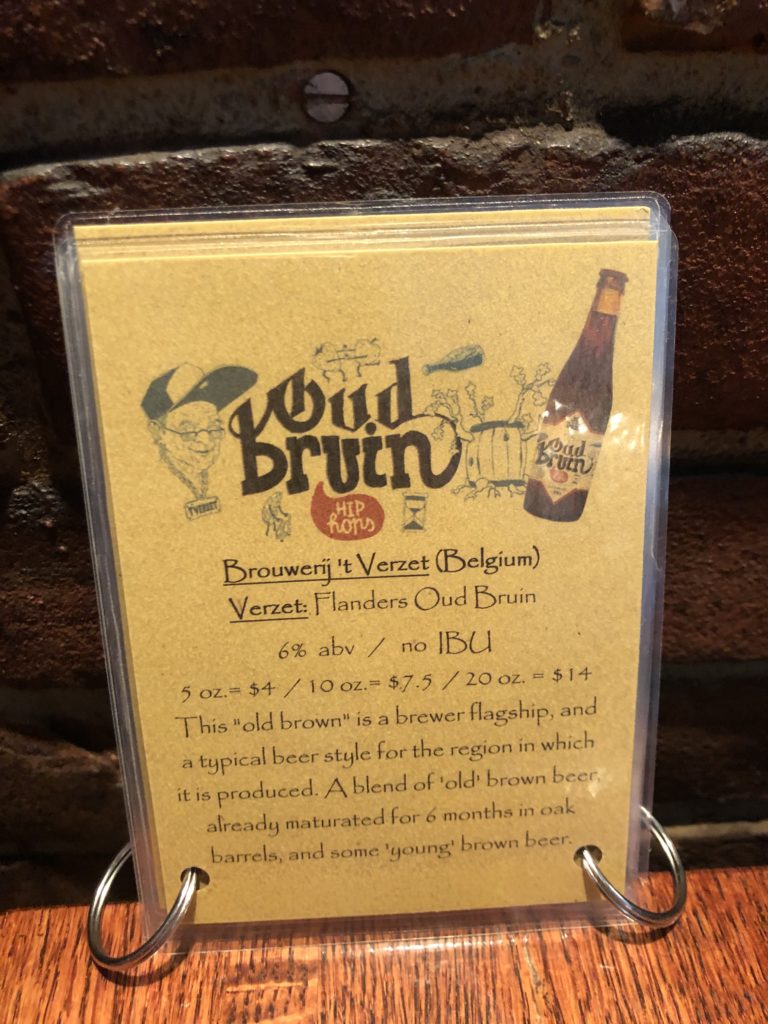 Oud
bruin
Oud
bruin
HIP
hops
Brouwerij 't Verzet (Belgium)
Verzet: Flanders Oud Bruin
6% abv / no IBU
5 oz.= $4 / 10 oz.= $7.5 / 20 oz. = $14
This "old brown" is a brewer flagship, and
a typical beer style for the region in which
it is produced. A blend of 'old' brown beer,
already maturated for 6 months in oak
barrels, and some 'young' brown beer.